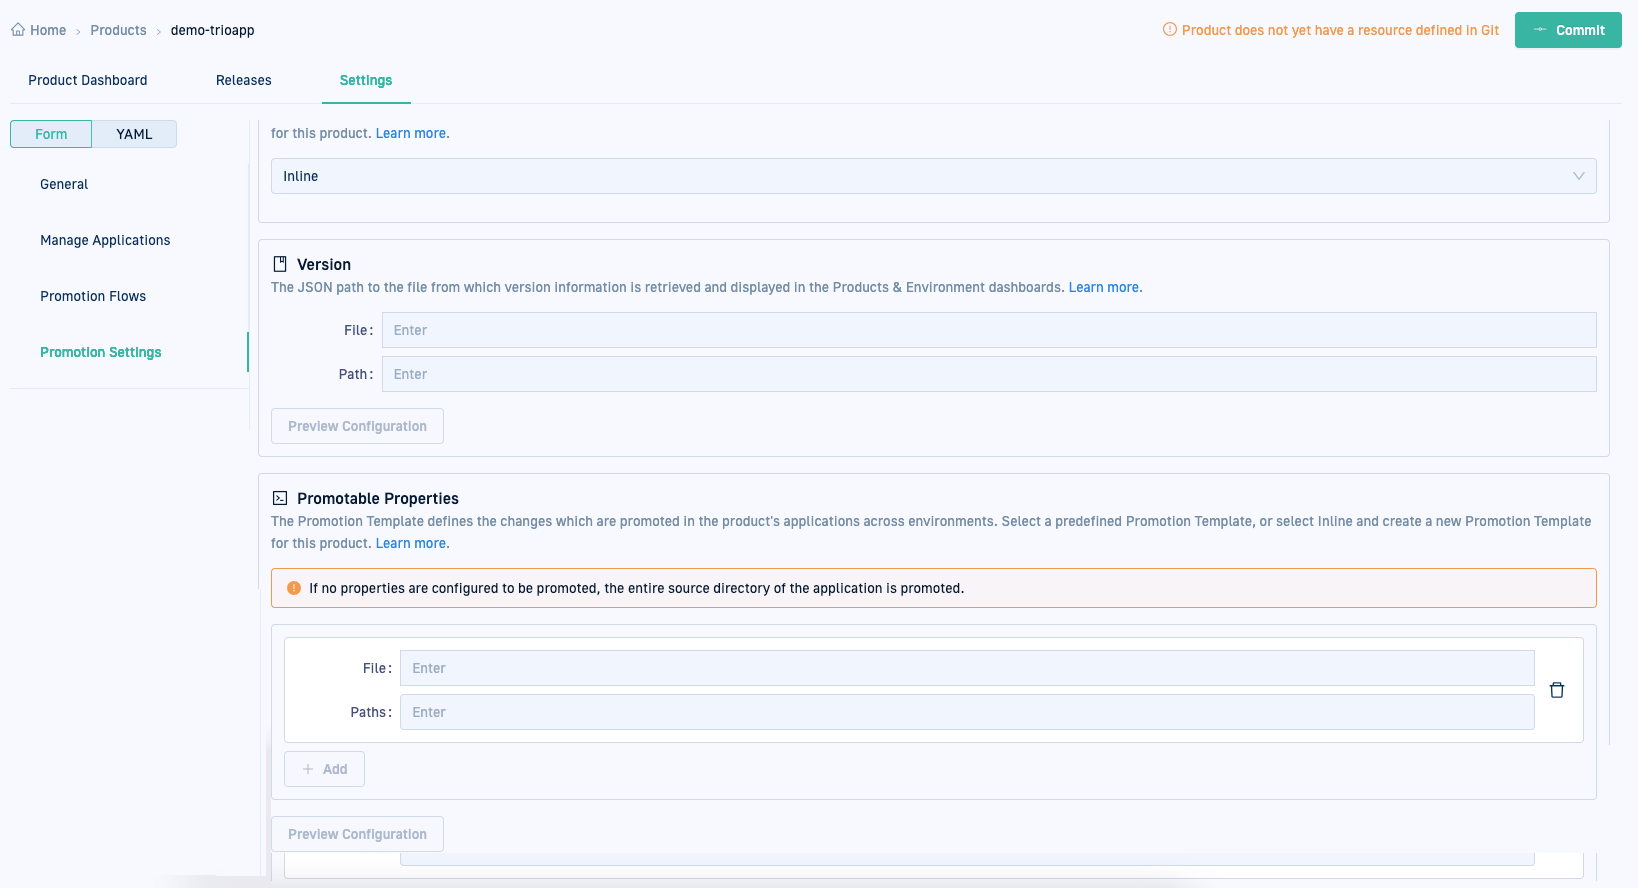 Home › Products › demo-trioapp
Product does not yet have a resource defined in Git
Commit
Product Dashboard
Releases
Settings
Form
YAML
General
Manage Applications
Promotion Flows
Promotion Settings
for this product. Learn more.
Inline
Version
The JSON path to the file from which version information is retrieved and displayed in the Products & Environment dashboards. Learn more.
File: Enter
Path: Enter
Preview Configuration
Promotable Properties
The Promotion Template defines the changes which are promoted in the product's applications across environments. Select a predefined Promotion Template, or select Inline and create a new Promotion Template
for this product. Learn more.
If no properties are configured to be promoted, the entire source directory of the application is promoted.
File: Enter
Paths: Enter
+ Add
Preview Configuration